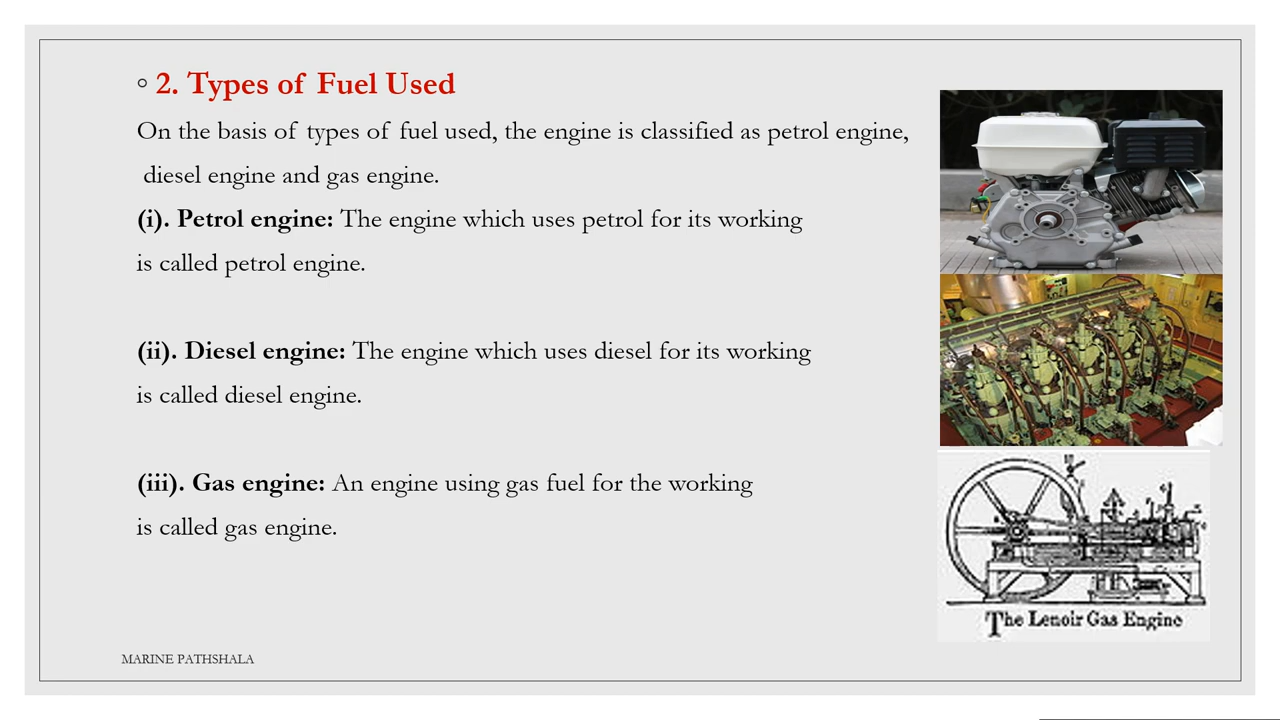 ◦ 2. Types of Fuel Used
On the basis of types of fuel used, the engine is classified as petrol engine,
diesel engine and gas engine.
(i). Petrol engine: The engine which uses petrol for its working
is called petrol engine.
(ii). Diesel engine: The engine which uses diesel for its working
is called diesel engine.
(iii). Gas engine: An engine using gas fuel for the working
is called gas engine.
The Lenoir Gas Engine
MARINE PATHSHALA